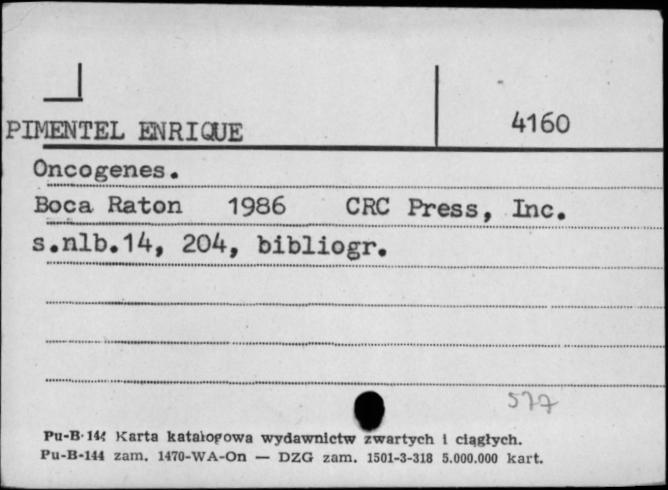 PIMENTEL ENRIQUE 4160
Oncogenes.
Boca Raton 1986 CRC Press, Inc.
s.nlb.14, 204, bibliogr.
577
Pu-B-144 Karta katalogowa wydawnictw zwartych i ciągłych.
Pu-B-144 zam. 1470-WA-On — DZG zam. 1501-3-318 5.000.000 kart.